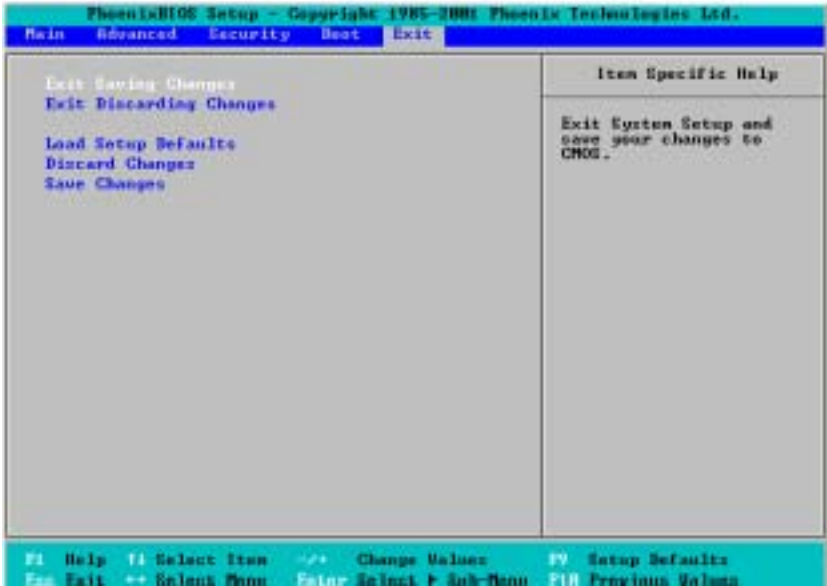 PhoenixBIOS Setup - Copyright 1985-2001 Phoenix Technologies Ltd.
Main Advanced Security Boot Exit
Exit Saving Changes
Exit Discarding Changes
Load Setup Defaults
Discard Changes
Save Changes
Item Specific Help
Exit System Setup and
save your changes to
CMOS.
F1 Help ↑↓ Select Item -/+ Change Values F9 Setup Defaults
Esc Exit ↔ Select Menu Enter Select ▶ Sub-Menu F10 Previous Values